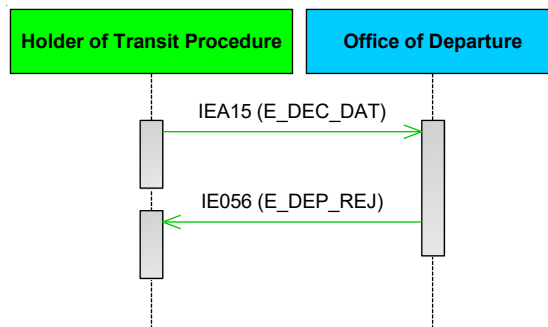 Holder of Transit Procedure
Office of Departure
IEA15 (E_DEC_DAT)
IE056 (E_DEP_REJ)